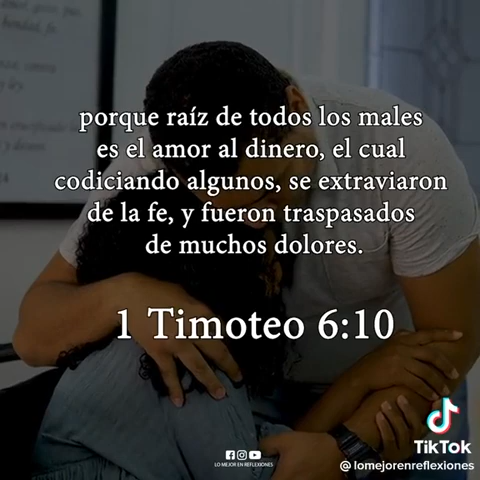 porque raíz de todos los males
es el amor al dinero, el cual
codiciando algunos, se extraviaron
de la fe, y fueron traspasados
de muchos dolores.
1 Timoteo 6:10
LO MEJOR EN REFLEXIONES
TikTok
@lomejorenreflexiones